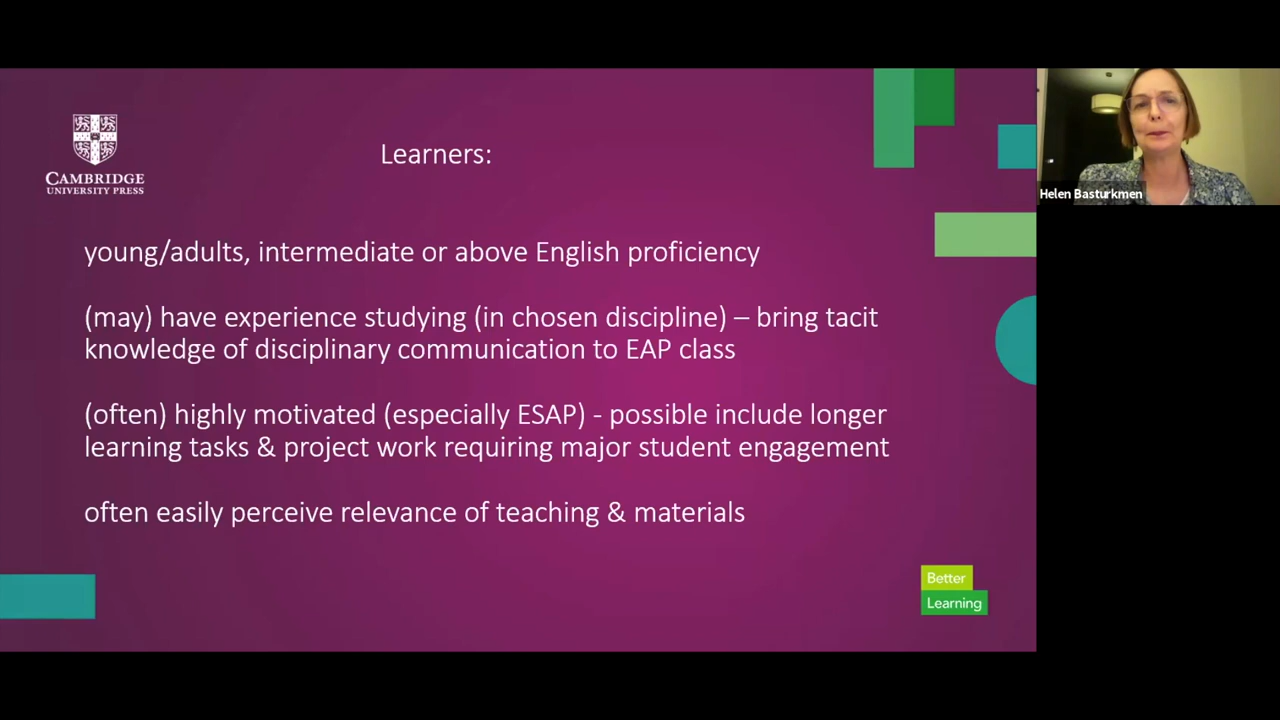 CAMBRIDGE
UNIVERSITY PRESS
Learners:
young/adults, intermediate or above English proficiency
(may) have experience studying (in chosen discipline) – bring tacit
knowledge of disciplinary communication to EAP class
(often) highly motivated (especially ESAP) - possible include longer
learning tasks & project work requiring major student engagement
often easily perceive relevance of teaching & materials
Better
Learning
Helen Basturkmen